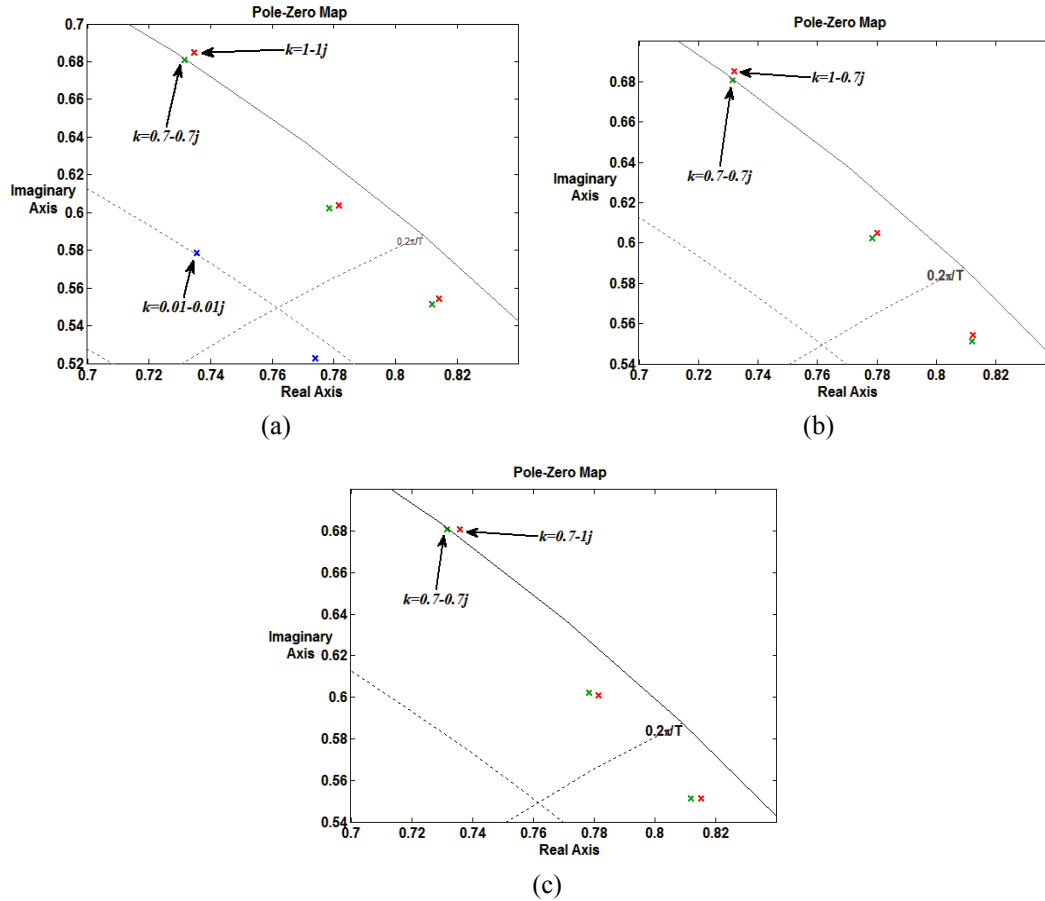 Pole-Zero Map
0.7
0.68
0.66
0.64
0.62
0.6
0.58
0.56
0.54
0.52
Imaginary
Axis
k=1-1j
k=0.7-0.7j
0.2π/T
k=0.01-0.01j
0.7 0.72 0.74 0.76 0.78 0.8 0.82
Real Axis
(a)
Pole-Zero Map
0.68
0.66
0.64
0.62
0.6
0.58
0.56
0.54
Imaginary
Axis
k=1-0.7j
k=0.7-0.7j
0.2π/T
0.7 0.72 0.74 0.76 0.78 0.8 0.82
Real Axis
(b)
Pole-Zero Map
0.68
0.66
0.64
0.62
0.6
0.58
0.56
0.54
Imaginary
Axis
k=0.7-1j
k=0.7-0.7j
0.2π/T
0.7 0.72 0.74 0.76 0.78 0.8 0.82
Real Axis
(c)